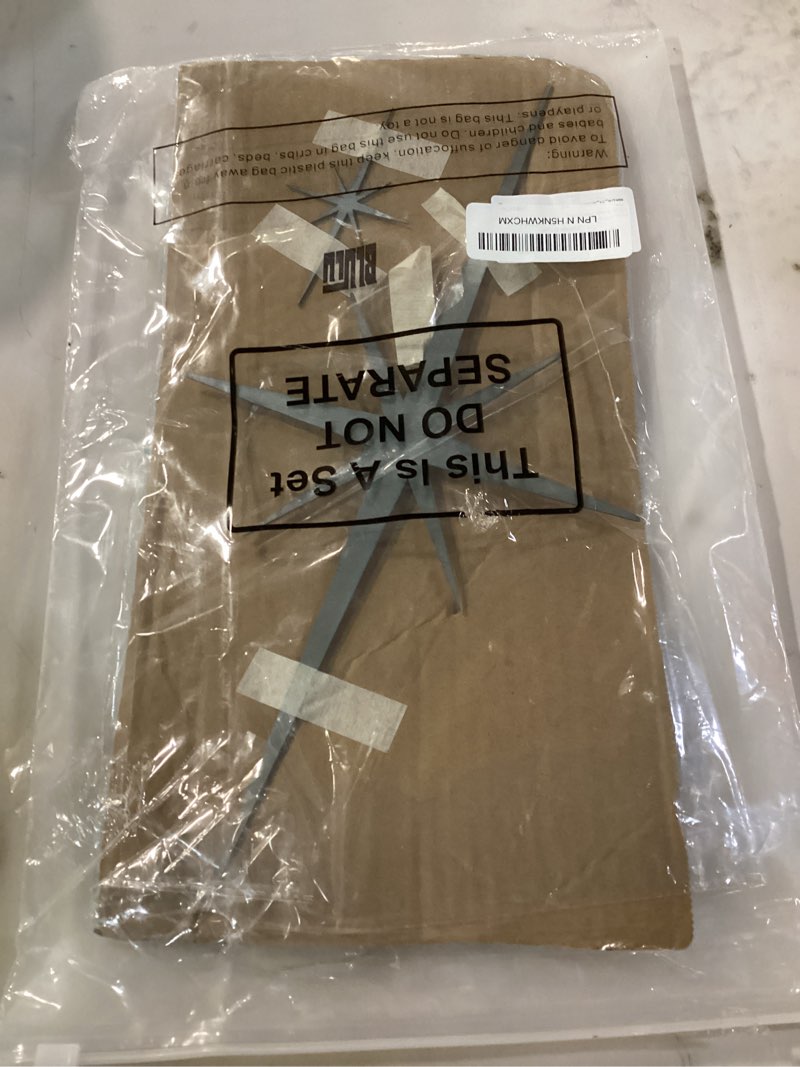 Warning:
To avoid danger of suffocation, keep this plastic bag away from
babies and children. Do not use this bag in cribs, beds, carriage
or playpens. This bag is not a toy
LPN N H5NKWHCXM
This Is A Set
DO NOT
SEPARATE